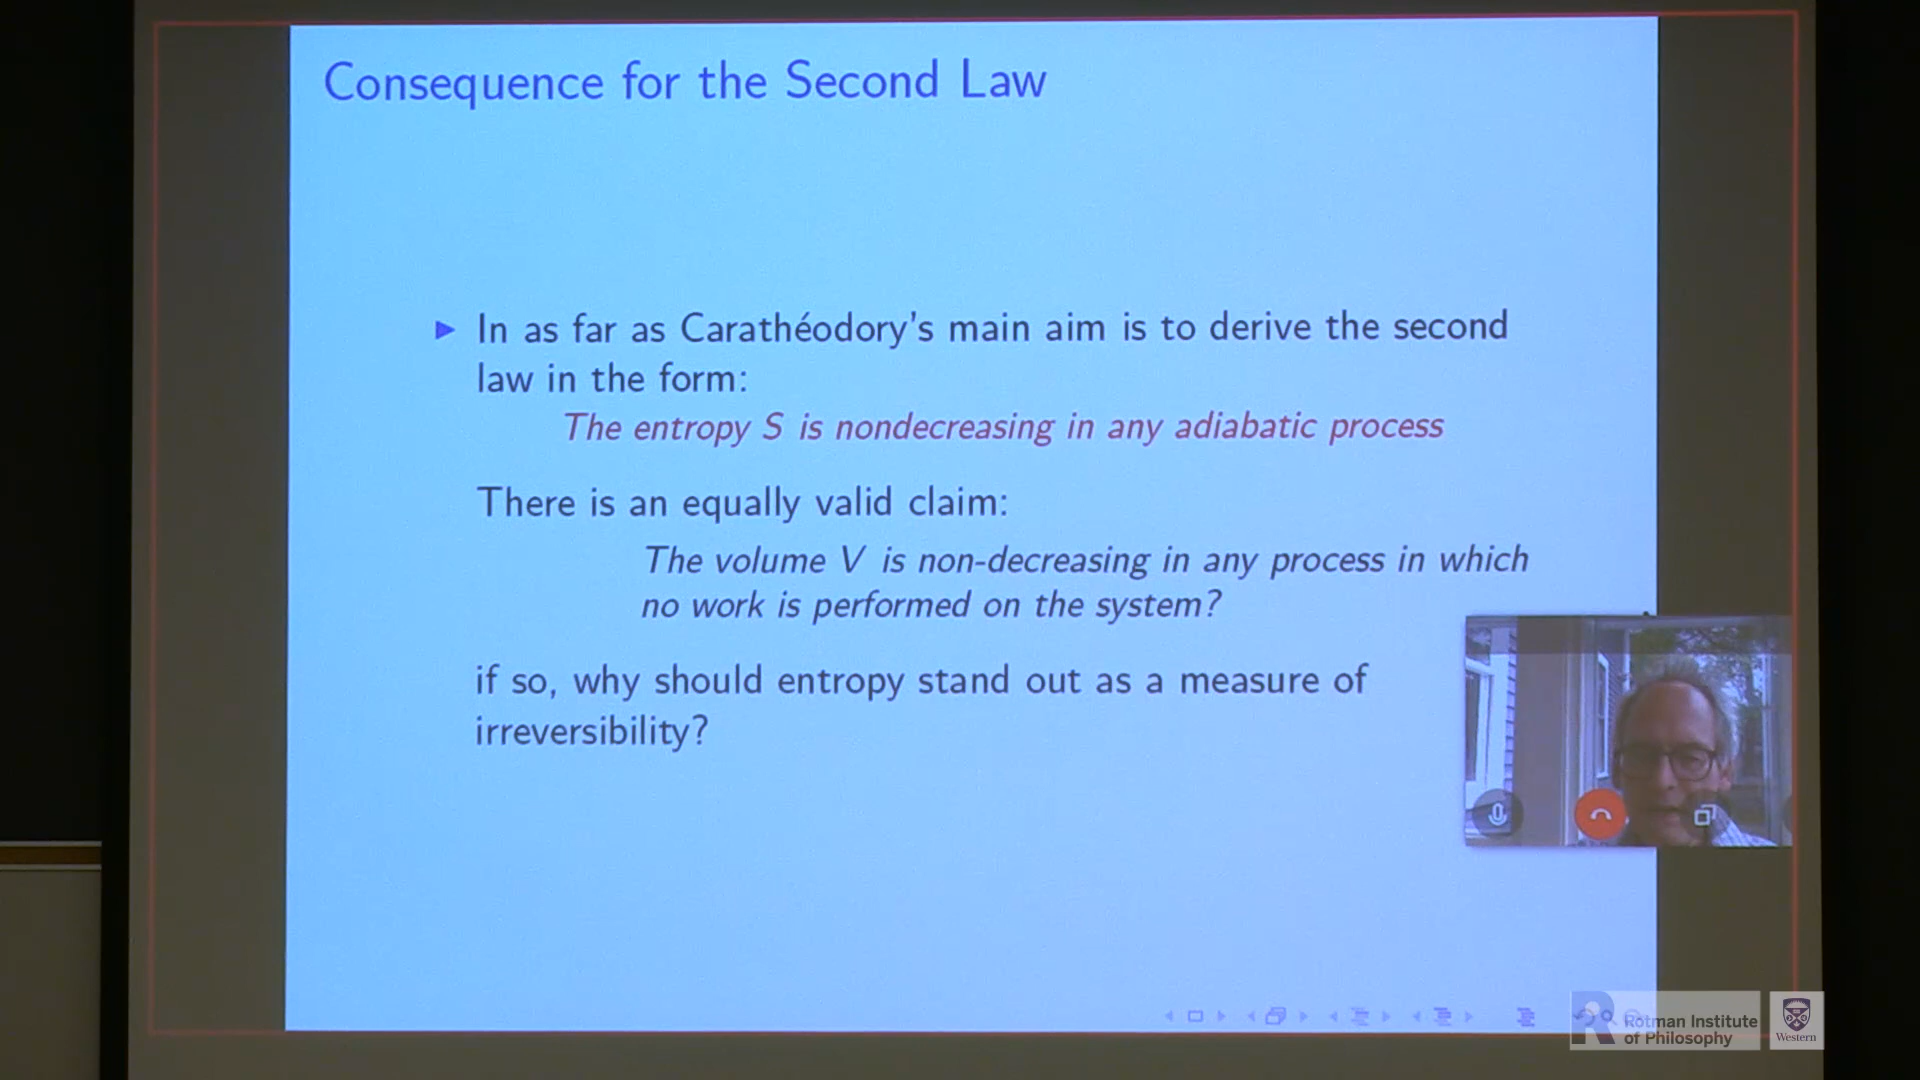 Consequence for the Second Law
▶ In as far as Carathéodory's main aim is to derive the second
law in the form:
The entropy S is nondecreasing in any adiabatic process
There is an equally valid claim:
The volume V is non-decreasing in any process in which
no work is performed on the system?
if so, why should entropy stand out as a measure of
irreversibility?
R
Rotman Institute
of Philosophy
Western